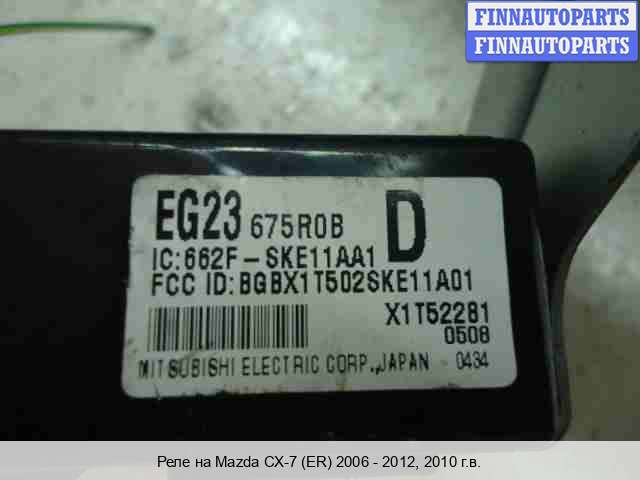 FINNAUTOPARTS
FINNAUTOPARTS
EG23 675R0B D
IC:662F-SKE11AA1
FCC ID:BGBX1T502SKE11A01
X1T52281
0508
MITSUBISHI ELECTRIC CORP.,JAPAN 0434
Реле на Mazda CX-7 (ER) 2006 - 2012, 2010 г.в.